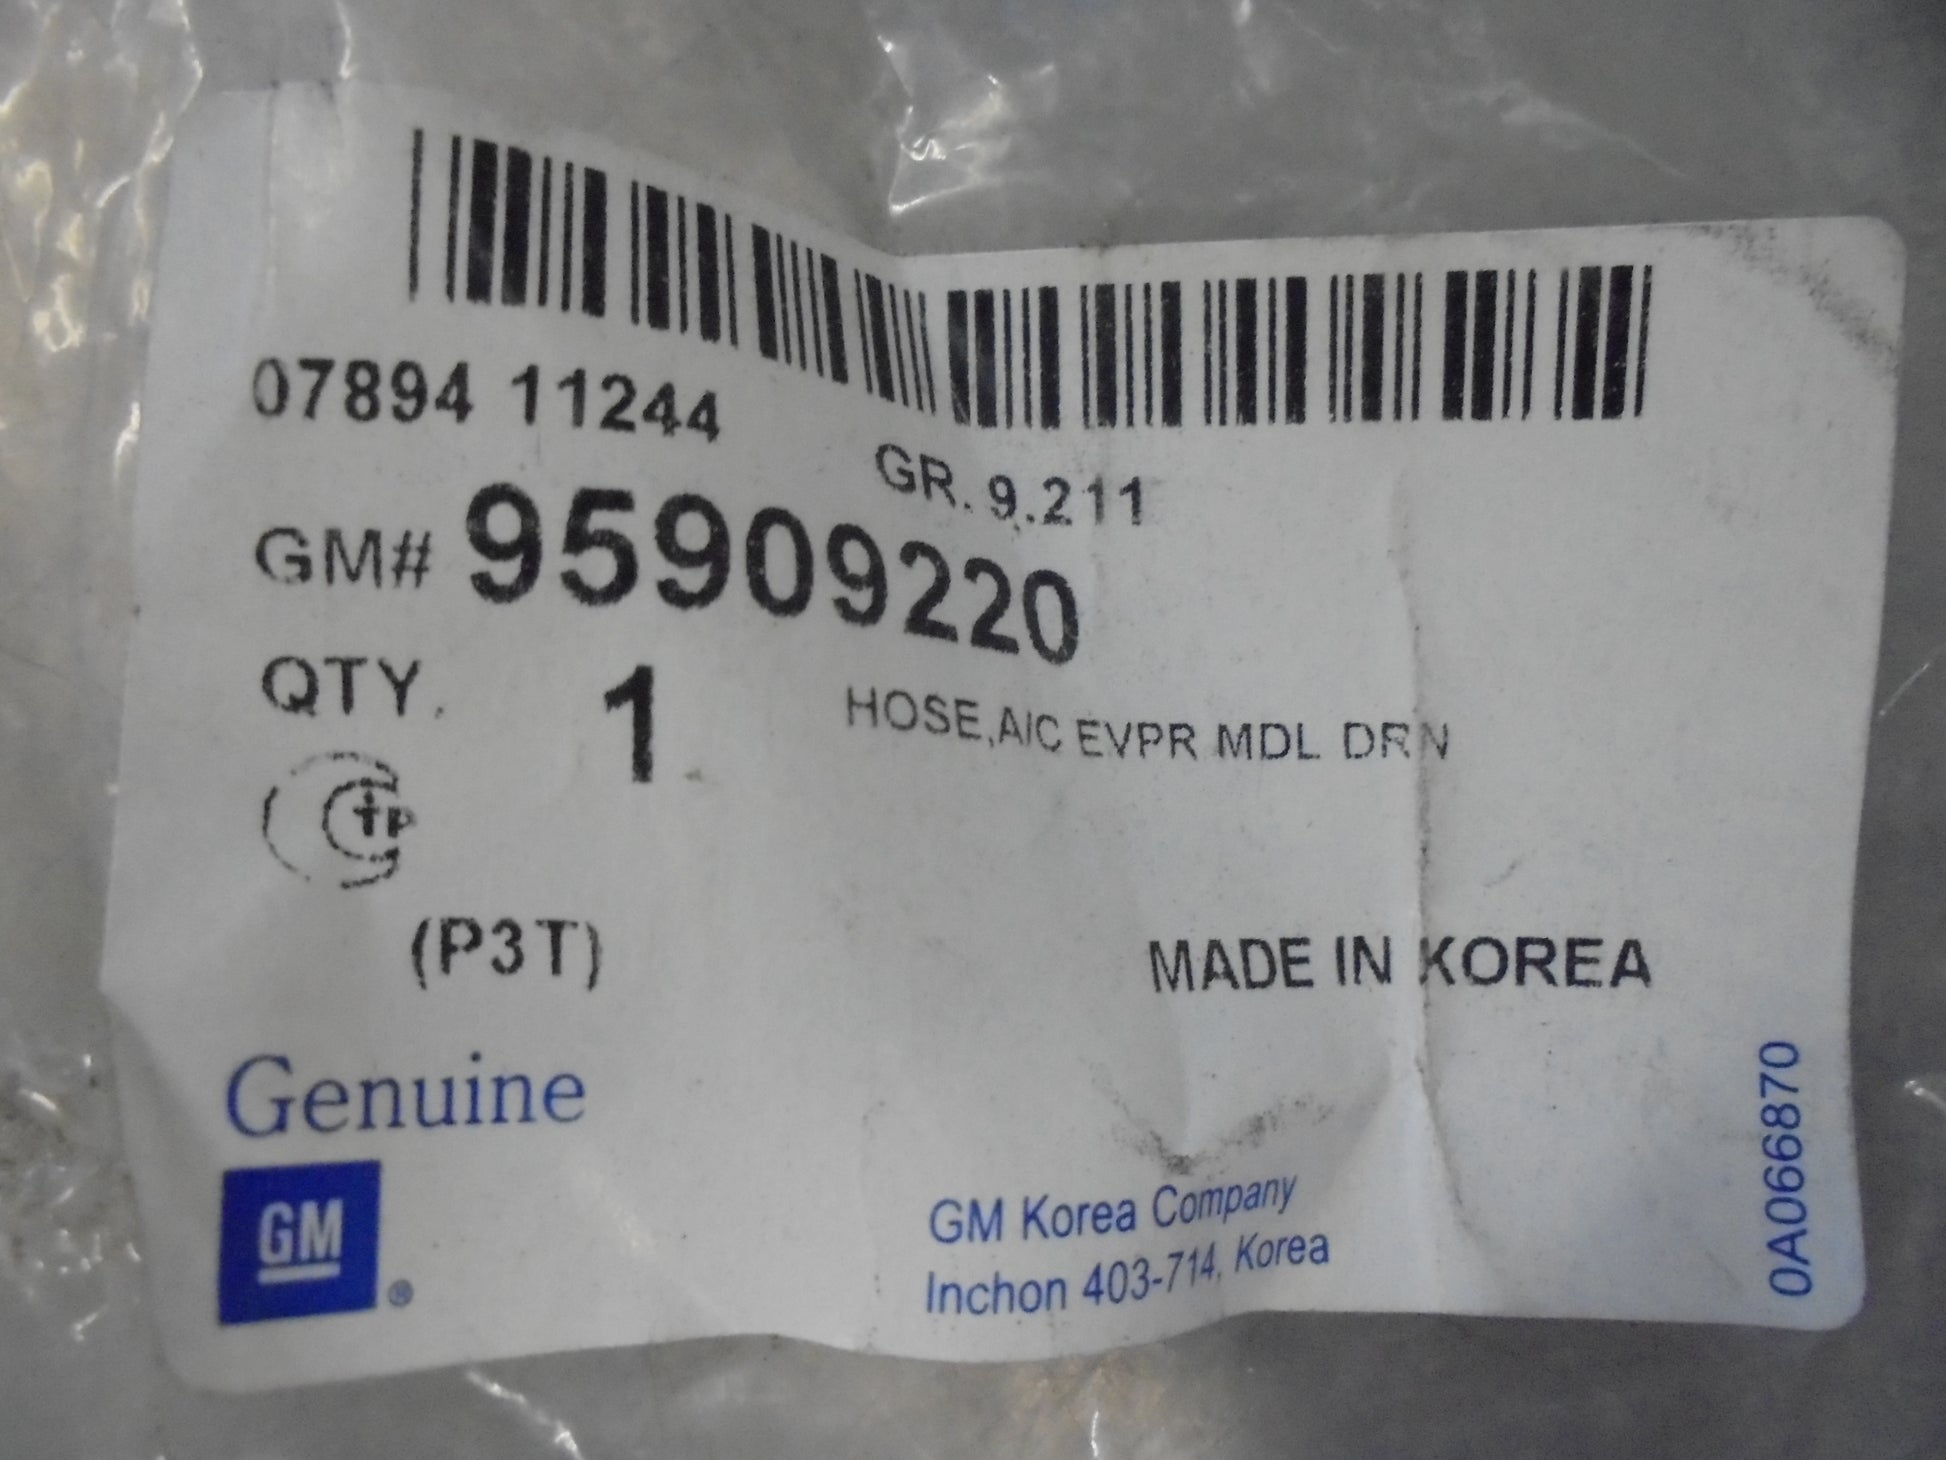 07894 11244
GR. 9.211
GM# 95909220
QTY. 1
HOSE,A/C EVPR MDL DRN
(P3T)
MADE IN KOREA
Genuine
GM ®
GM Korea Company
Inchon 403-714, Korea
0A066870